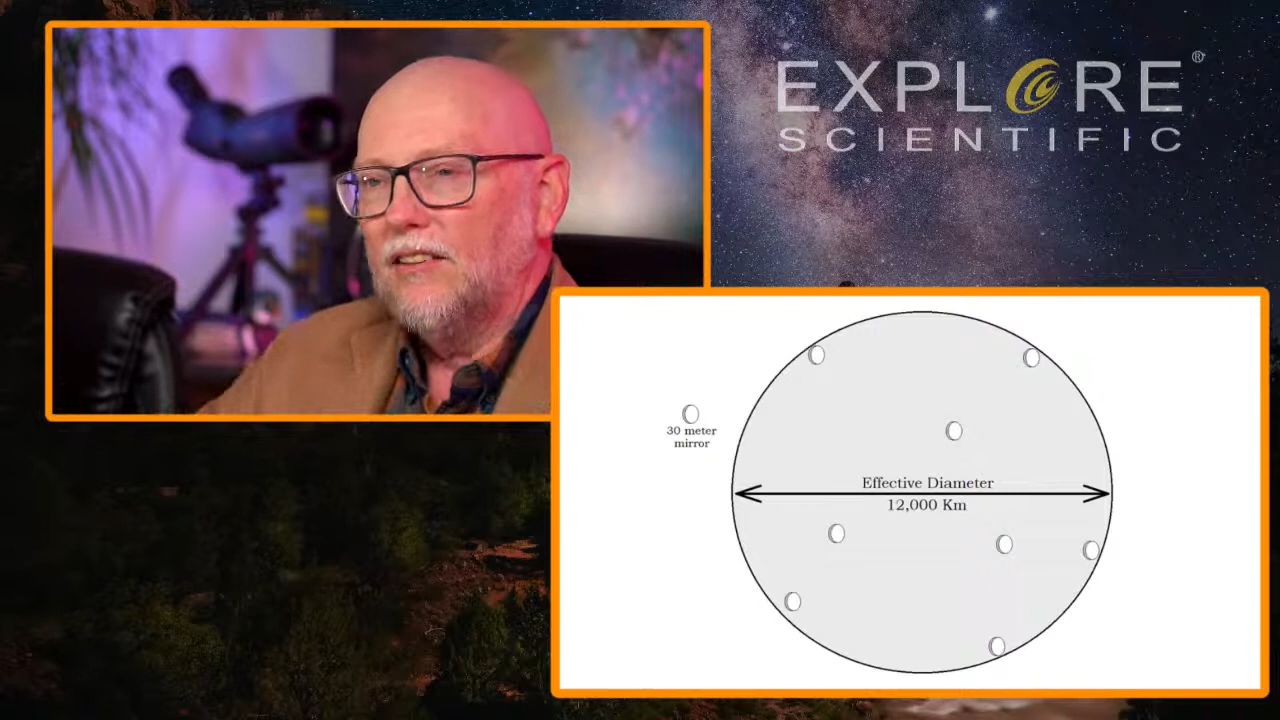 EXPLORE®
SCIENTIFIC
30 meter
mirror
Effective Diameter
12,000 Km